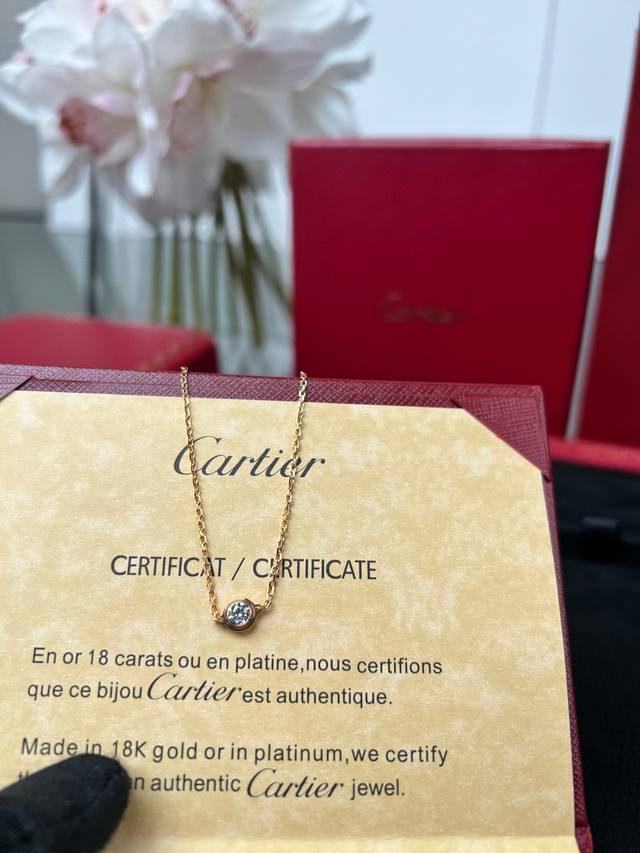 Cartier
Cartier
CERTIFICAT / CERTIFICATE
En or 18 carats ou en platine,nous certifions
que ce bijou Cartier est authentique.
Made in 18K gold or in platinum,we certify
authentic Cartier jewel.